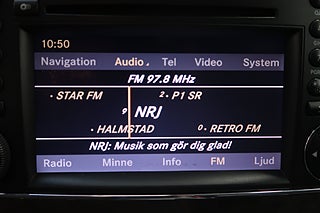 10:50
Navigation Audio Tel Video System
FM 97.8 MHz
· STAR FM 2· P1 SR
9 NRJ
· HALMSTAD 0· RETRO FM
NRJ: Musik som gör dig glad!
Radio Minne Info FM Ljud